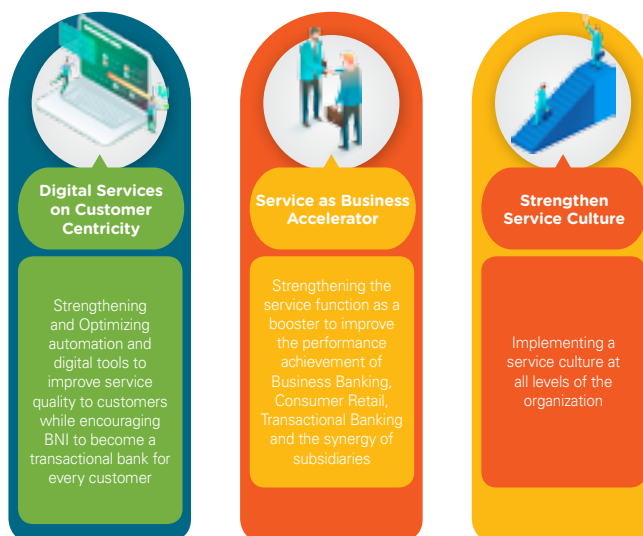 Digital Services
on Customer
Centricity
Strengthening
and Optimizing
automation and
digital tools to
improve service
quality to customers
while encouraging
BNI to become a
transactional bank for
every customer
Service as Business
Accelerator
Strengthening the
service function as a
booster to improve
the performance
achievement of
Business Banking,
Consumer Retail,
Transactional Banking
and the synergy of
subsidiaries
Strengthen
Service Culture
Implementing a
service culture at
all levels of the
organization